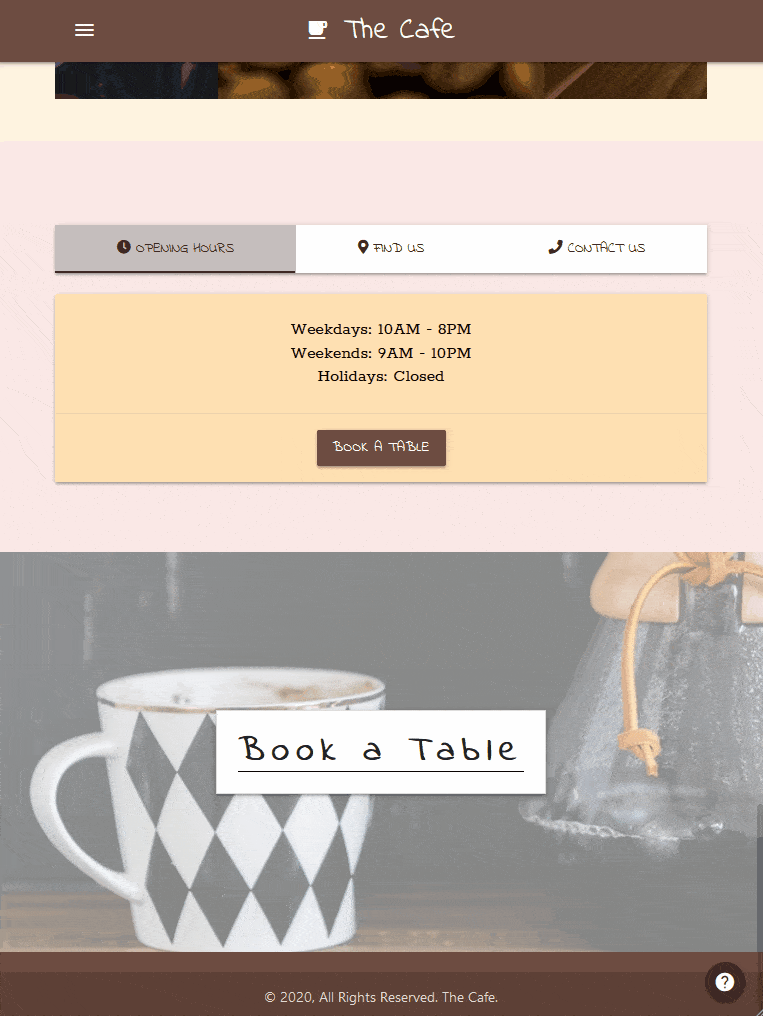 The Cafe
OPENING HOURS
FIND US
CONTACT US
Weekdays: 10AM - 8PM
Weekends: 9AM - 10PM
Holidays: Closed
BOOK A TABLE
Book a Table
© 2020, All Rights Reserved. The Cafe.